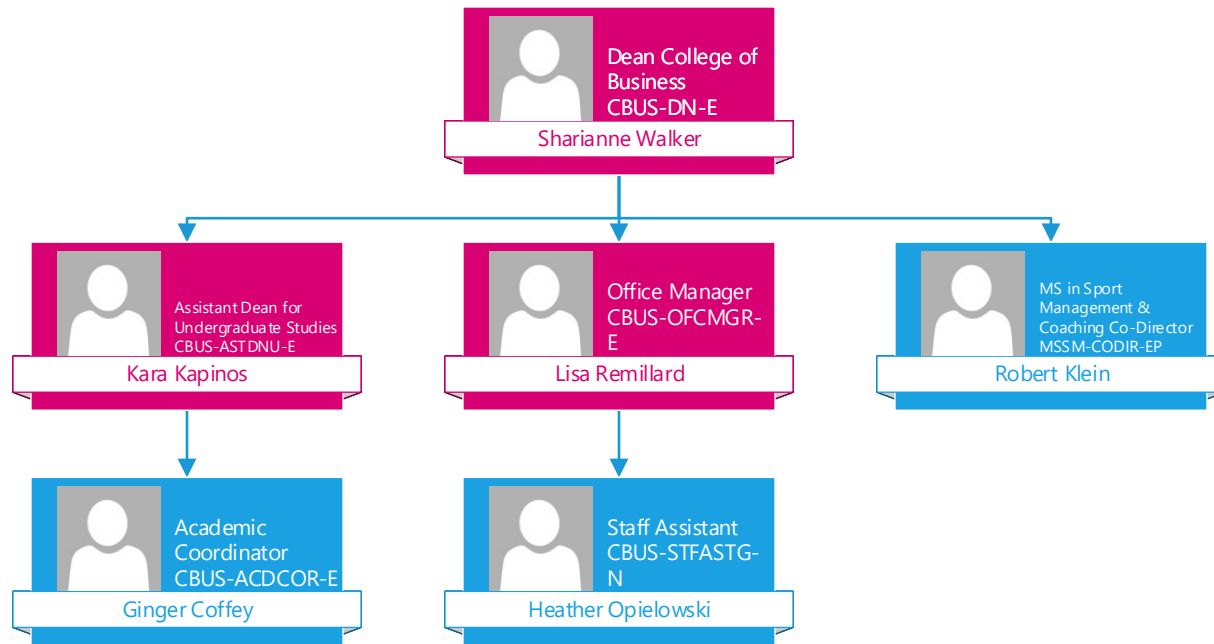 Dean College of
Business
CBUS-DN-E
Sharianne Walker
Assistant Dean for
Undergraduate Studies
CBUS-ASTDNU-E
Kara Kapinos
Office Manager
CBUS-OFCMGR-
E
Lisa Remillard
MS in Sport
Management &
Coaching Co-Director
MSSM-CODIR-EP
Robert Klein
Academic
Coordinator
CBUS-ACDCOR-E
Ginger Coffey
Staff Assistant
CBUS-STFASTG-
N
Heather Opielowski